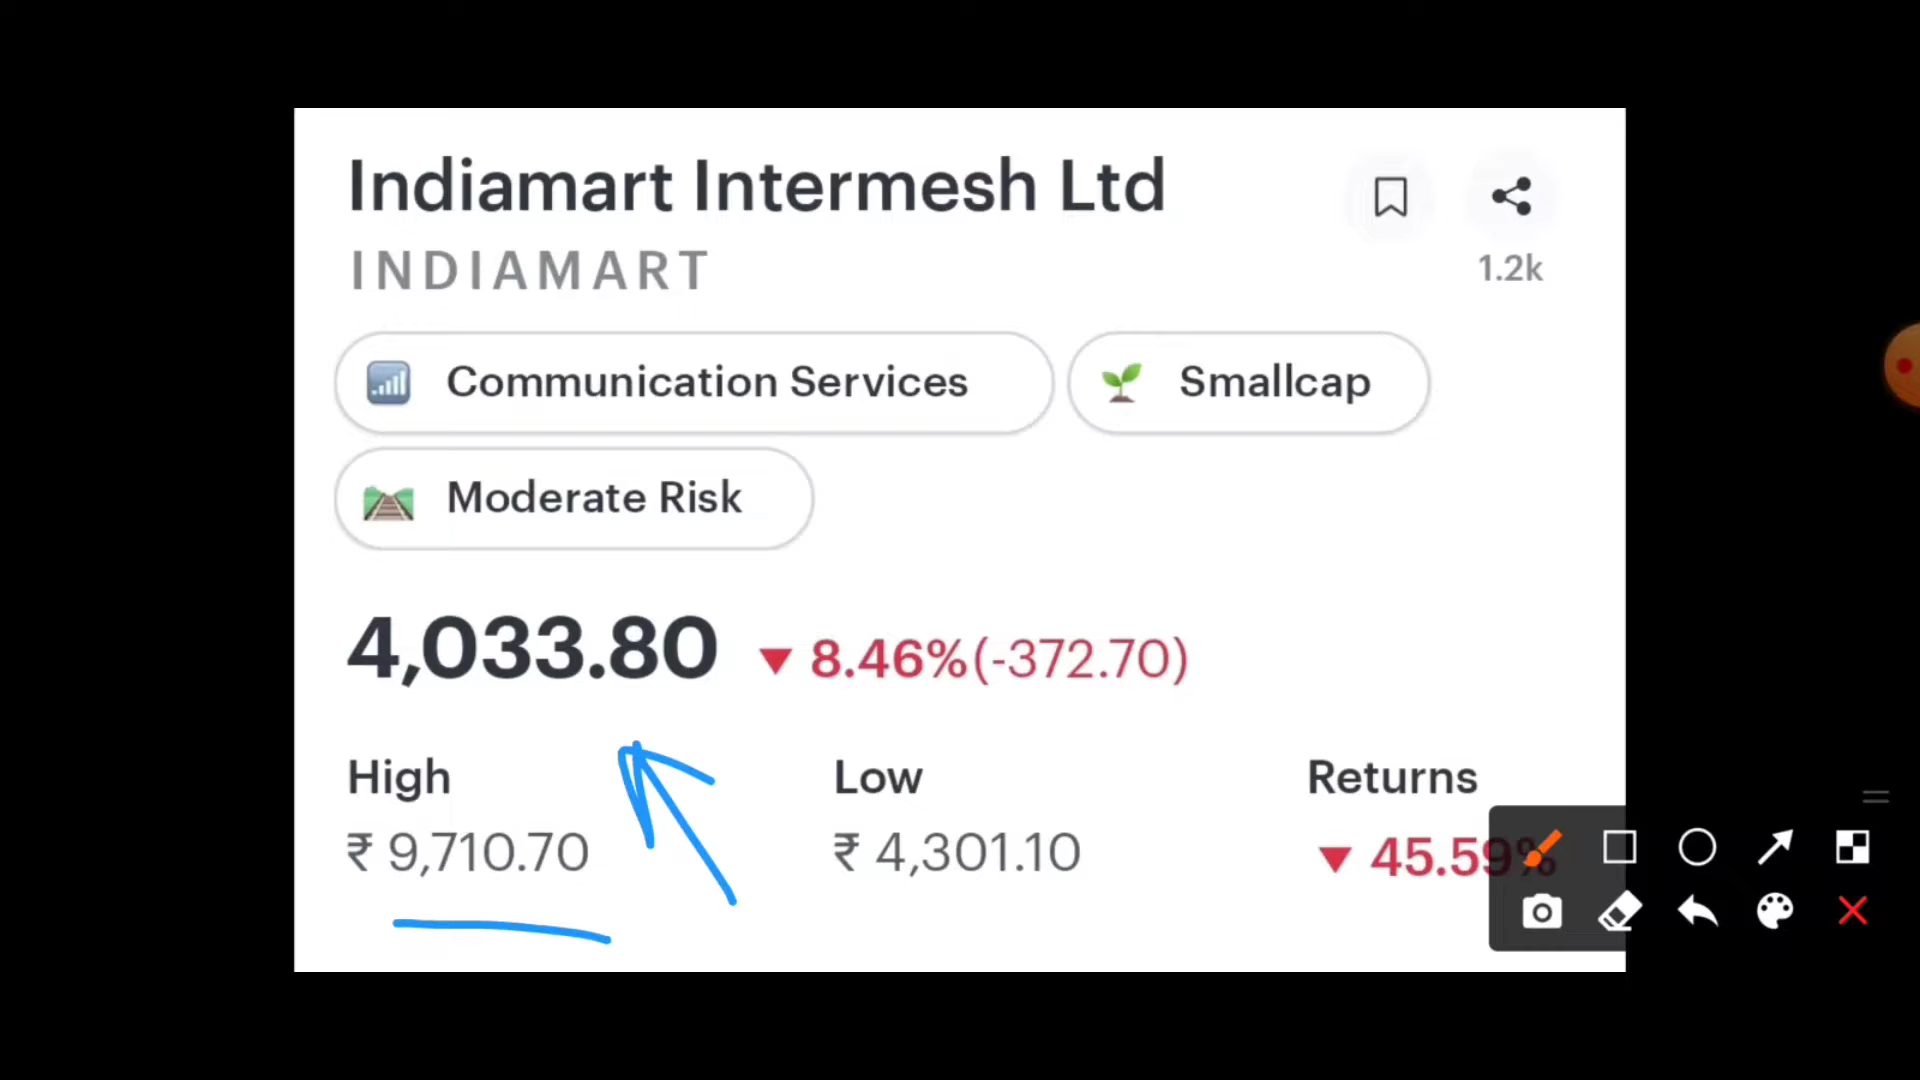 Indiamart Intermesh Ltd
INDIAMART
1.2k
Communication Services
Smallcap
Moderate Risk
4,033.80 ▼ 8.46%(-372.70)
High
Low
Returns
₹ 9,710.70
₹ 4,301.10
▼ 45.59%